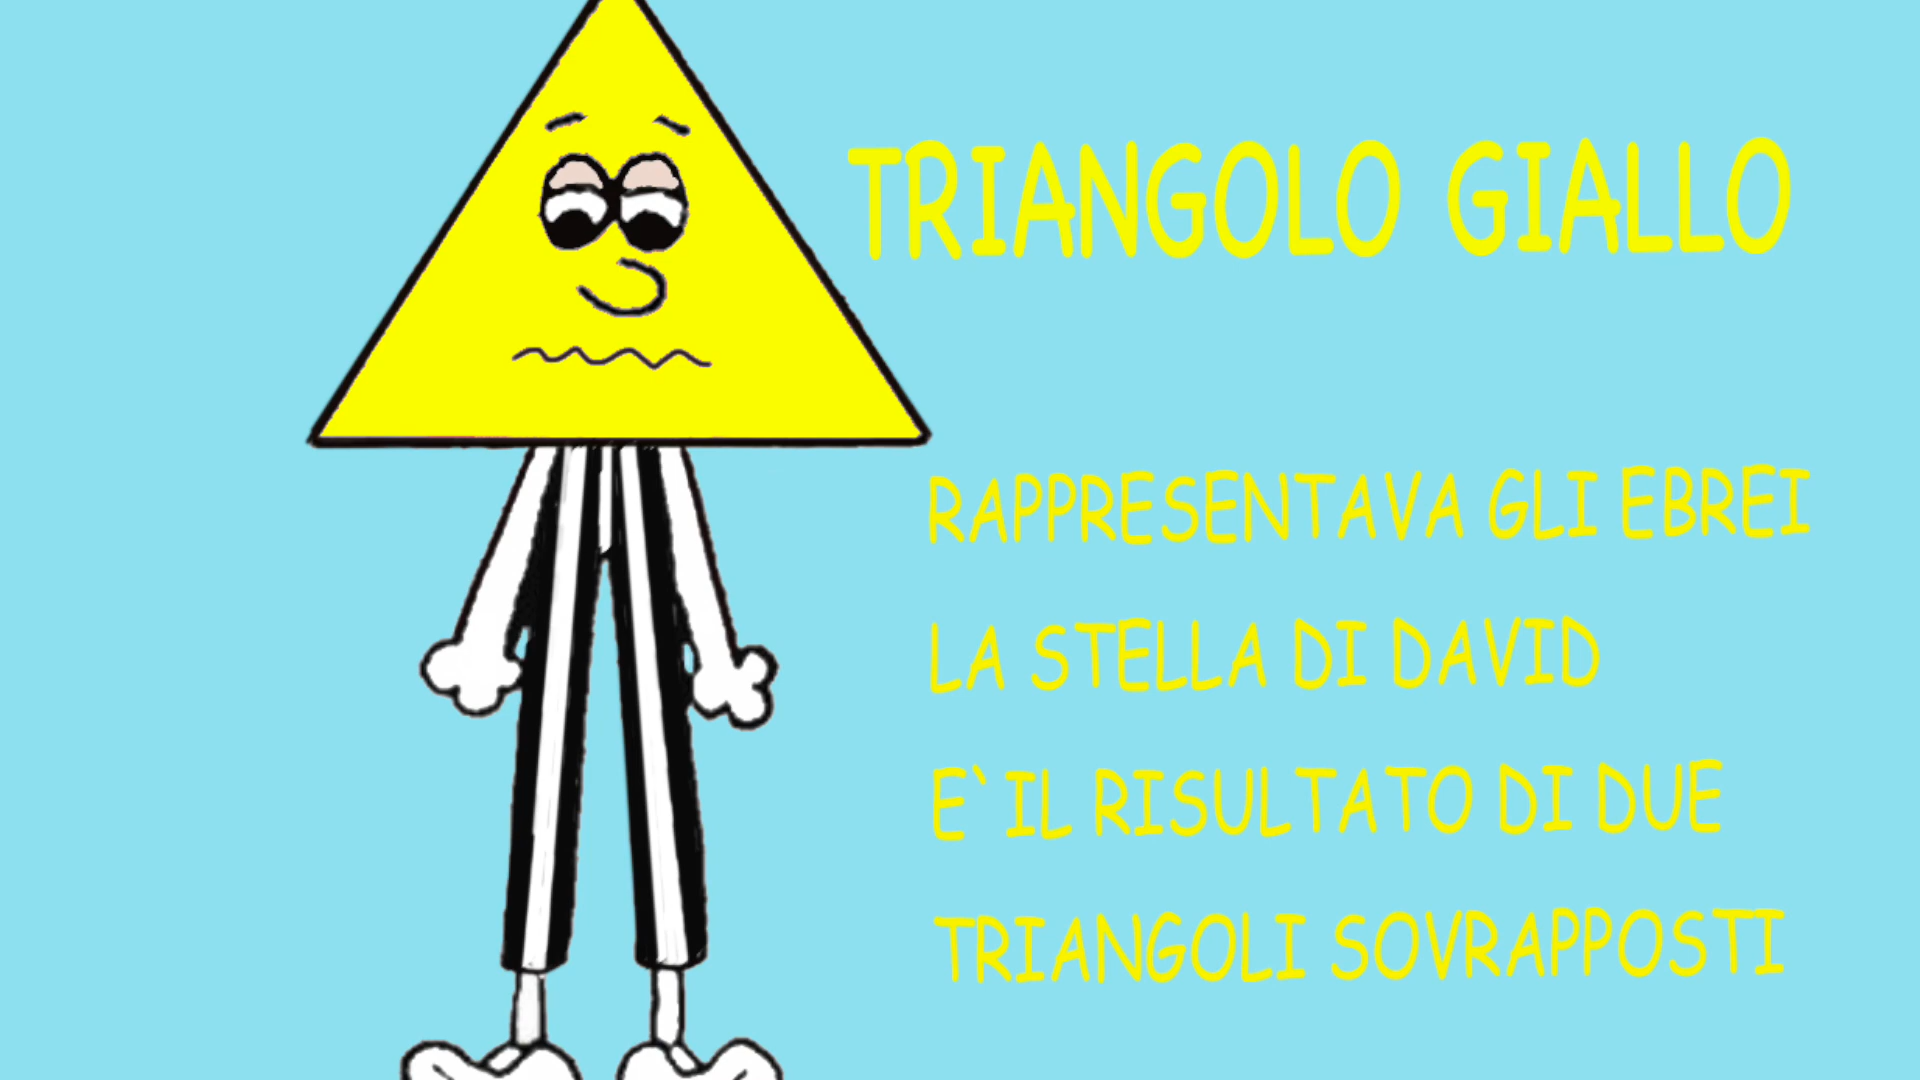 TRIANGOLO GIALLO
RAPPRESENTAVA GLI EBREI
LA STELLA DI DAVID
E`IL RISULTATO DI DUE
TRIANGOLI SOVRAPPOSTI